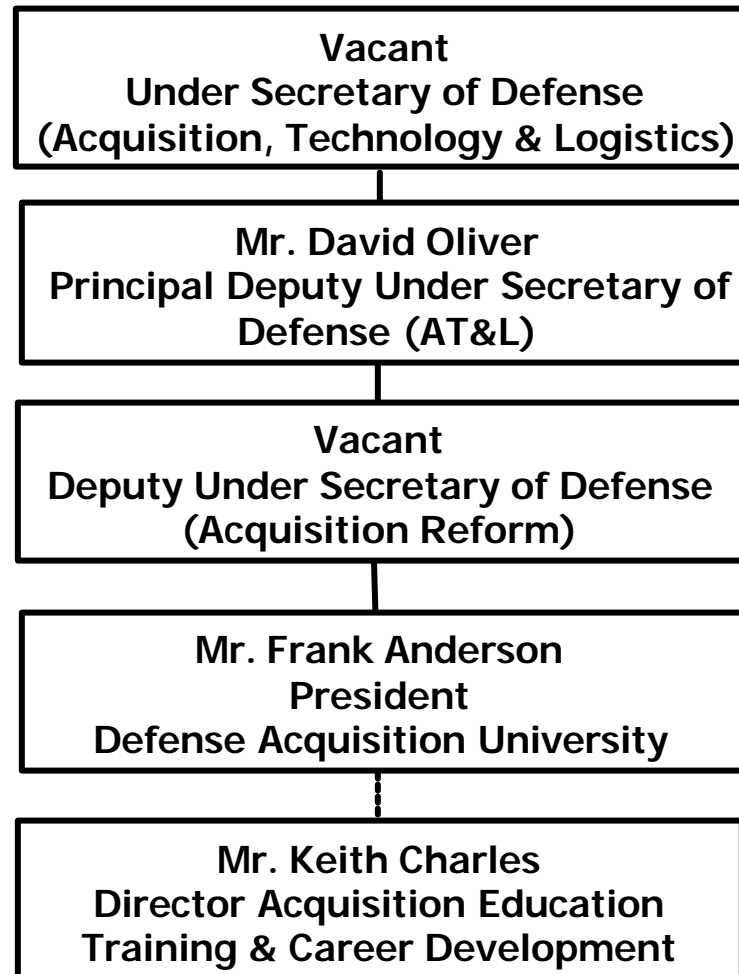 Vacant
Under Secretary of Defense
(Acquisition, Technology & Logistics)
Mr. David Oliver
Principal Deputy Under Secretary of
Defense (AT&L)
Vacant
Deputy Under Secretary of Defense
(Acquisition Reform)
Mr. Frank Anderson
President
Defense Acquisition University
Mr. Keith Charles
Director Acquisition Education
Training & Career Development